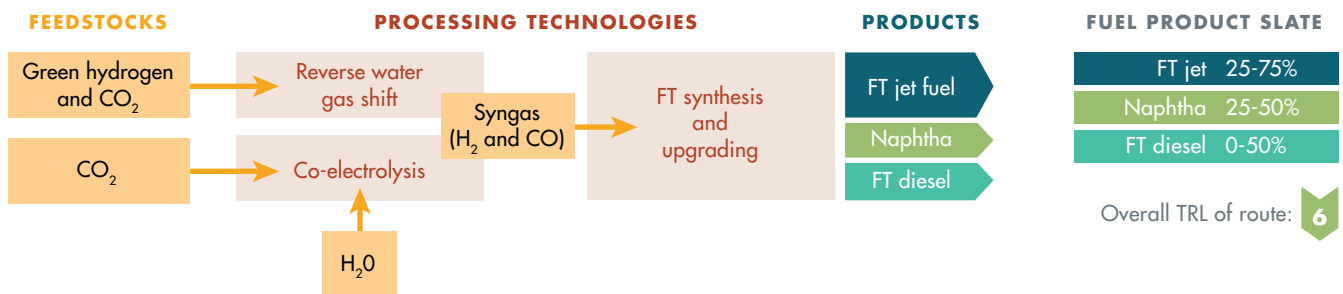 FEEDSTOCKS
PROCESSING TECHNOLOGIES
PRODUCTS
FUEL PRODUCT SLATE
Green hydrogen
and CO₂
Reverse water
gas shift
Syngas
(H₂ and CO)
FT synthesis
and
upgrading
FT jet fuel
Naphtha
FT diesel
CO₂
Co-electrolysis
H₂0
FT jet 25-75%
Naphtha 25-50%
FT diesel 0-50%
Overall TRL of route: 6